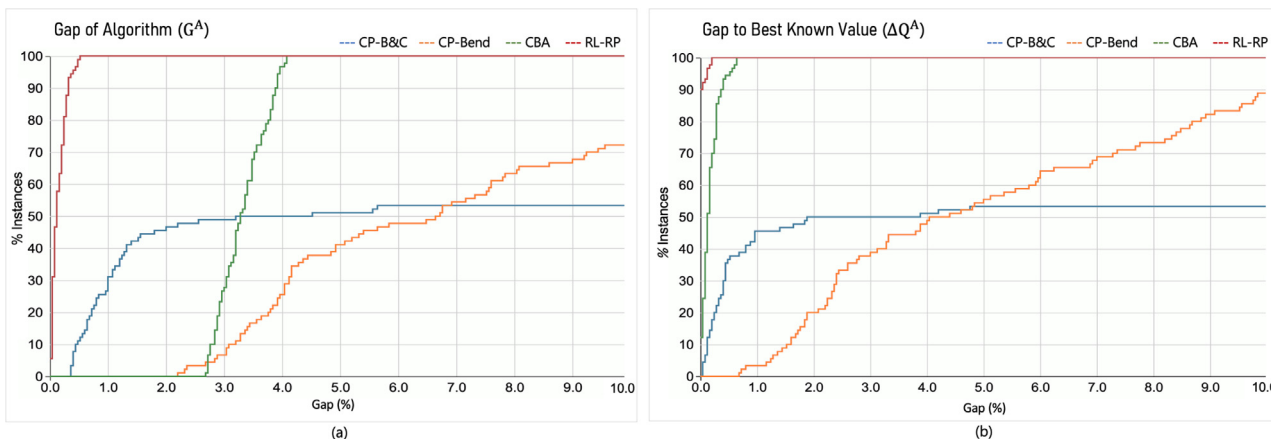 Gap of Algorithm (Gᴬ)
CP-B&C CP-Bend CBA RL-RP
100
90
80
70
60
50
40
30
20
10
0
% Instances
0.0 1.0 2.0 3.0 4.0 5.0 6.0 7.0 8.0 9.0 10.0
Gap (%)
(a)
Gap to Best Known Value (ΔQᴬ)
CP-B&C CP-Bend CBA RL-RP
100
90
80
70
60
50
40
30
20
10
0
% Instances
0.0 1.0 2.0 3.0 4.0 5.0 6.0 7.0 8.0 9.0 10.0
Gap (%)
(b)